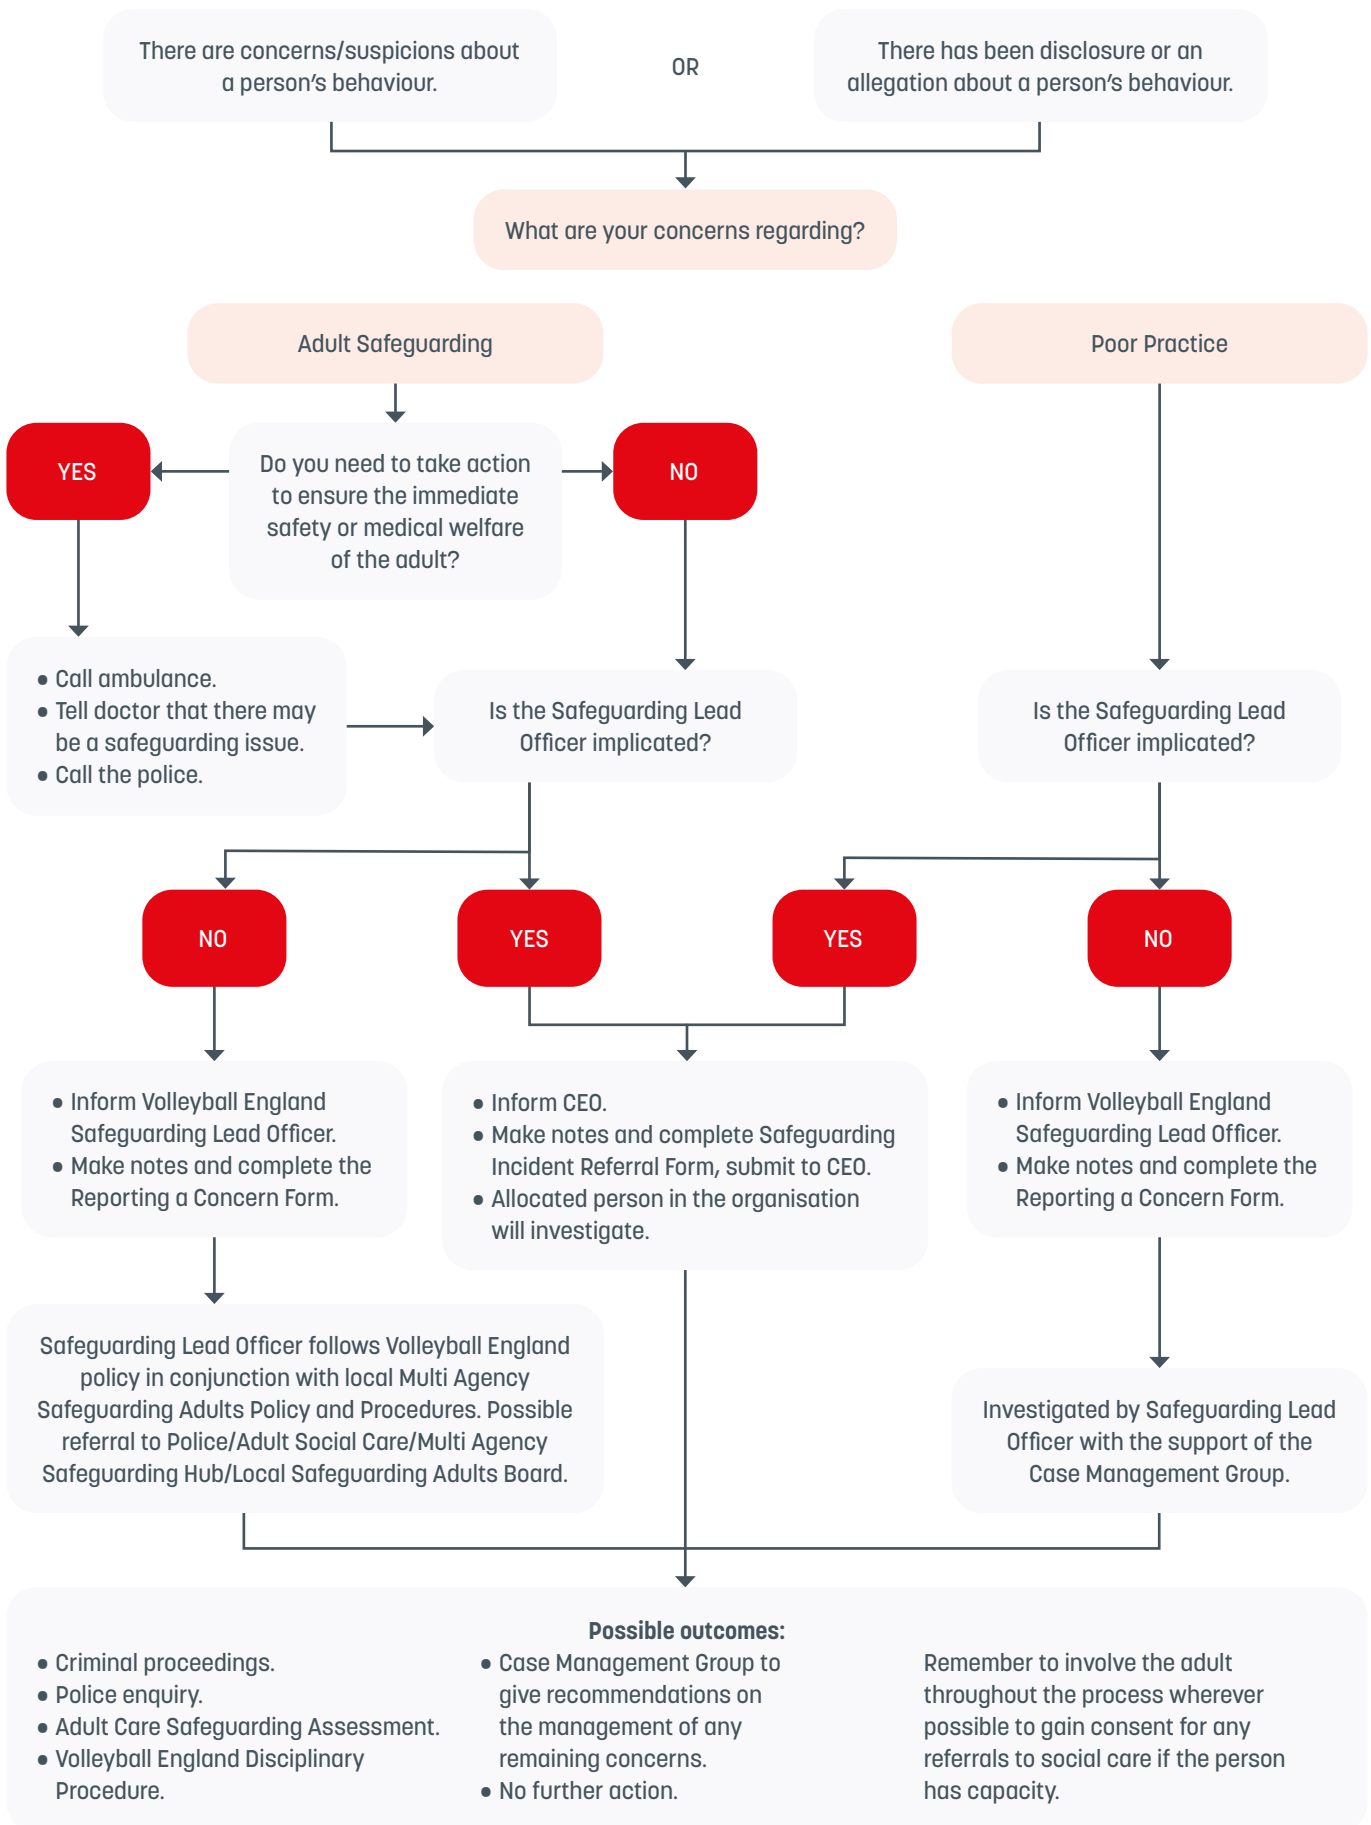 There are concerns/suspicions about
a person's behaviour.
OR
There has been disclosure or an
allegation about a person's behaviour.
What are your concerns regarding?
Adult Safeguarding
Poor Practice
YES
Do you need to take action
to ensure the immediate
safety or medical welfare
of the adult?
NO
• Call ambulance.
• Tell doctor that there may
be a safeguarding issue.
• Call the police.
Is the Safeguarding Lead
Officer implicated?
Is the Safeguarding Lead
Officer implicated?
NO
YES
YES
NO
• Inform Volleyball England
Safeguarding Lead Officer.
• Make notes and complete the
Reporting a Concern Form.
• Inform CEO.
• Make notes and complete Safeguarding
Incident Referral Form, submit to CEO.
• Allocated person in the organisation
will investigate.
• Inform Volleyball England
Safeguarding Lead Officer.
• Make notes and complete the
Reporting a Concern Form.
Safeguarding Lead Officer follows Volleyball England
policy in conjunction with local Multi Agency
Safeguarding Adults Policy and Procedures. Possible
referral to Police/Adult Social Care/Multi Agency
Safeguarding Hub/Local Safeguarding Adults Board.
Investigated by Safeguarding Lead
Officer with the support of the
Case Management Group.
Possible outcomes:
• Criminal proceedings.
• Police enquiry.
• Adult Care Safeguarding Assessment.
• Volleyball England Disciplinary
Procedure.
• Case Management Group to
give recommendations on
the management of any
remaining concerns.
• No further action.
Remember to involve the adult
throughout the process wherever
possible to gain consent for any
referrals to social care if the person
has capacity.